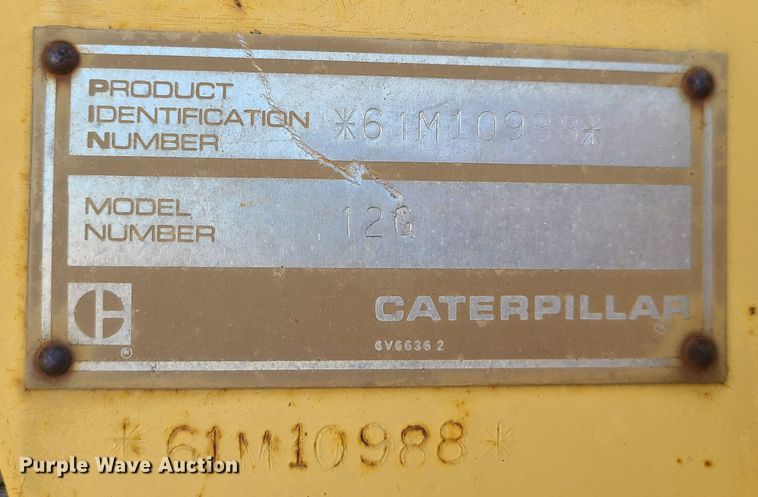 PRODUCT
IDENTIFICATION
NUMBER
*61M10988*
MODEL
NUMBER
12G
C
®
CATERPILLAR
®
6V6636 2
*61M10988*
Purple Wave Auction